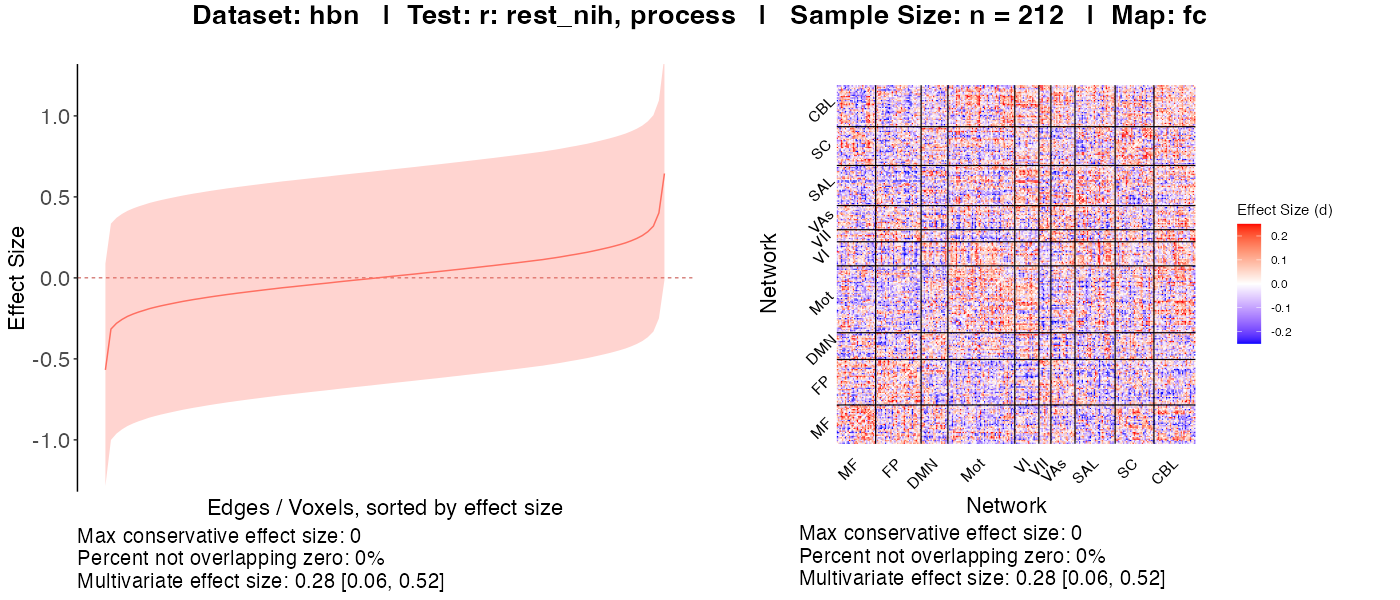 Dataset: hbn | Test: r: rest_nih, process | Sample Size: n = 212 | Map: fc
Effect Size
1.0
0.5
0.0
-0.5
-1.0
Edges / Voxels, sorted by effect size
Max conservative effect size: 0
Percent not overlapping zero: 0%
Multivariate effect size: 0.28 [0.06, 0.52]
Network
CBL
SC
SAL
VAs
VII
VI
Mot
DMN
FP
MF
MF
FP
DMN
Mot
VI
VII
VAs
SAL
SC
CBL
Network
Max conservative effect size: 0
Percent not overlapping zero: 0%
Multivariate effect size: 0.28 [0.06, 0.52]
Effect Size (d)
0.2
0.1
0.0
-0.1
-0.2